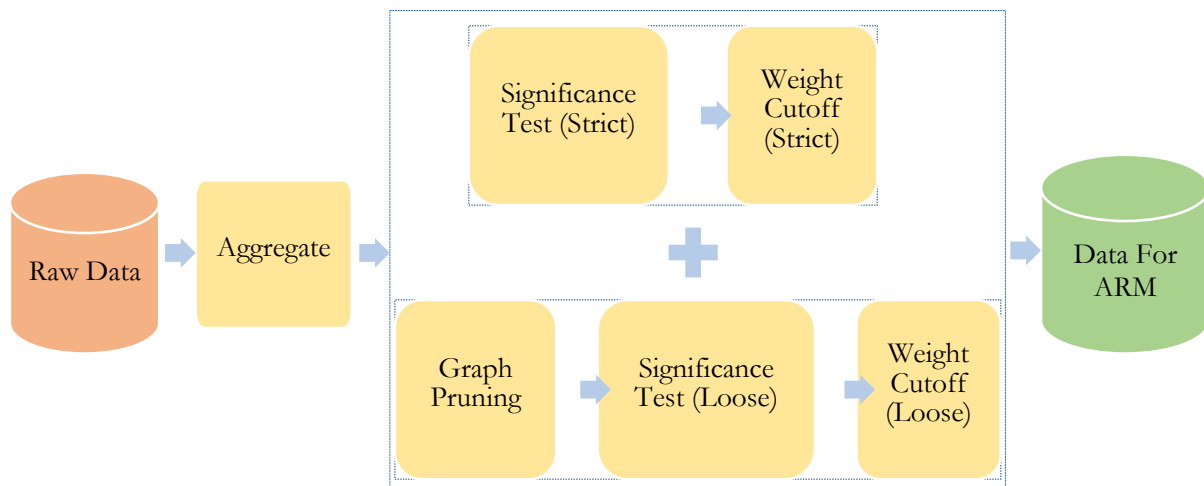 Raw Data
Aggregate
Significance
Test (Strict)
Weight
Cutoff
(Strict)
Graph
Pruning
Significance
Test (Loose)
Weight
Cutoff
(Loose)
Data For
ARM